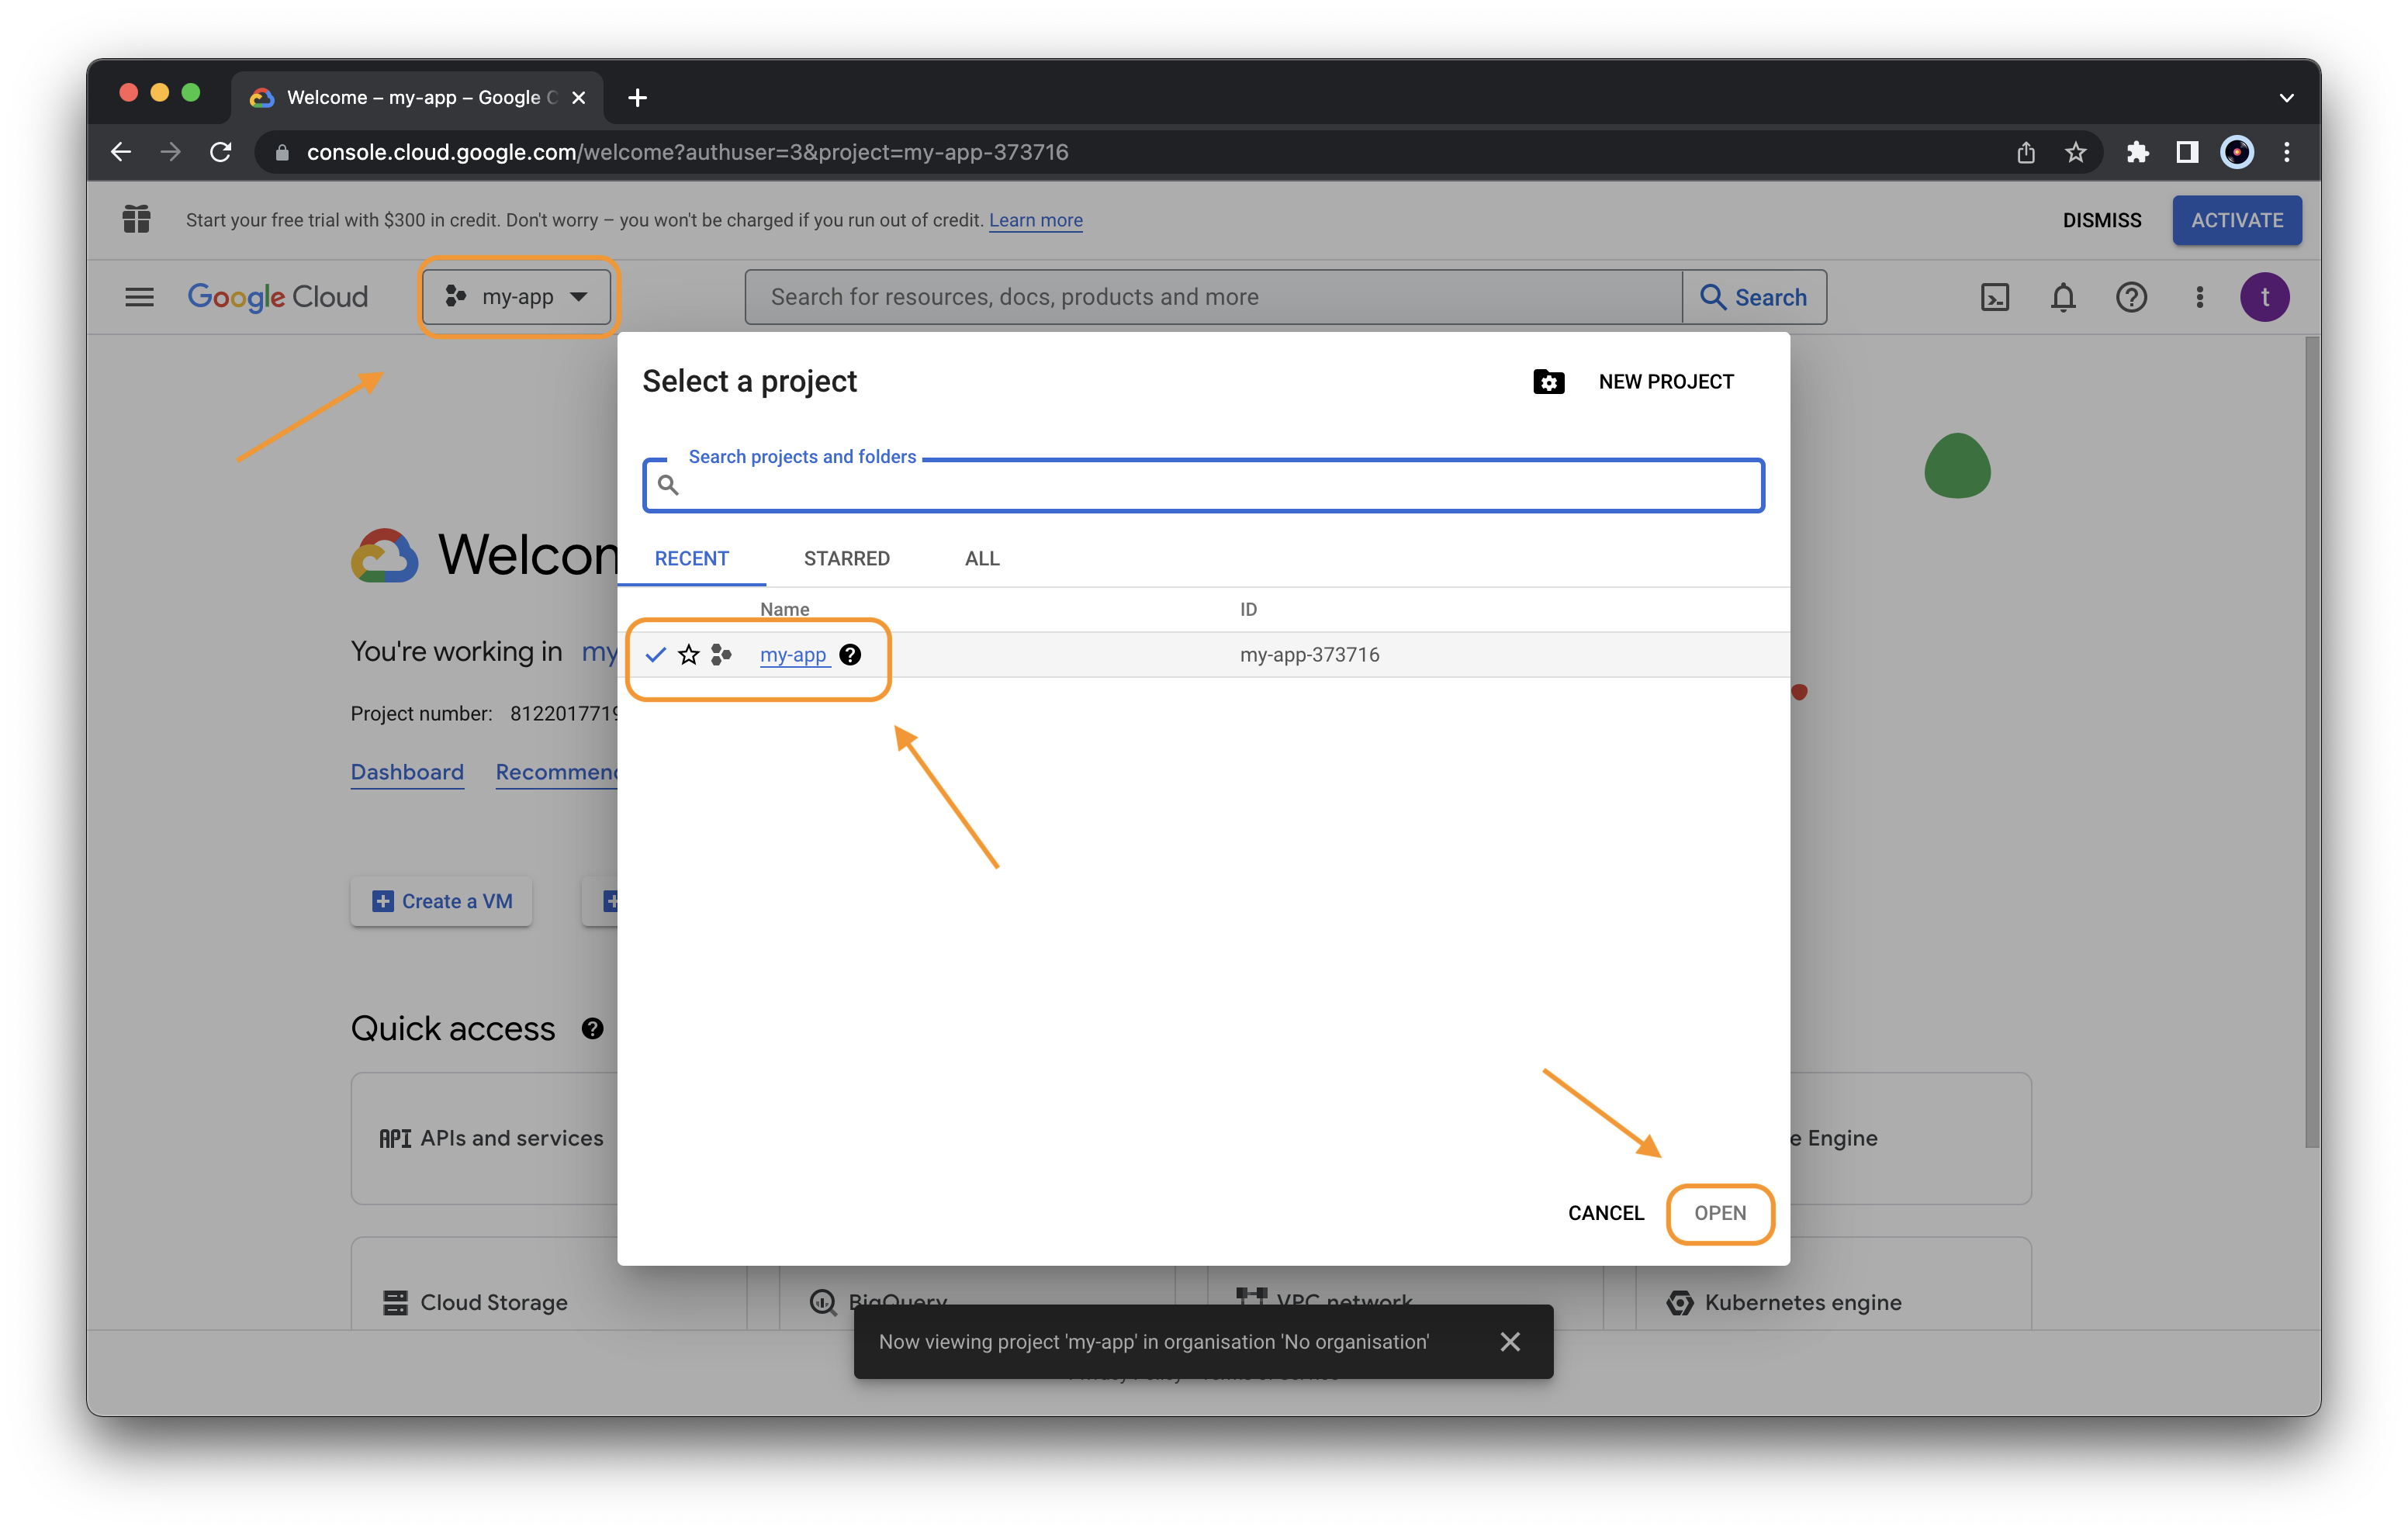 Welcome – my-app – Google C
console.cloud.google.com/welcome?authuser=3&project=my-app-373716
Start your free trial with $300 in credit. Don't worry – you won't be charged if you run out of credit. Learn more
DISMISS
ACTIVATE
Google Cloud
my-app
Search for resources, docs, products and more
Search
t
Select a project
NEW PROJECT
Search projects and folders
RECENT
STARRED
ALL
Name
ID
my-app
my-app-373716
CANCEL
OPEN
Welcom
You're working in my
Project number: 812201771
Dashboard
Recommend
Create a VM
Quick access
API APIs and services
e Engine
Cloud Storage
BigQuery
VPC network
Kubernetes engine
Now viewing project 'my-app' in organisation 'No organisation'